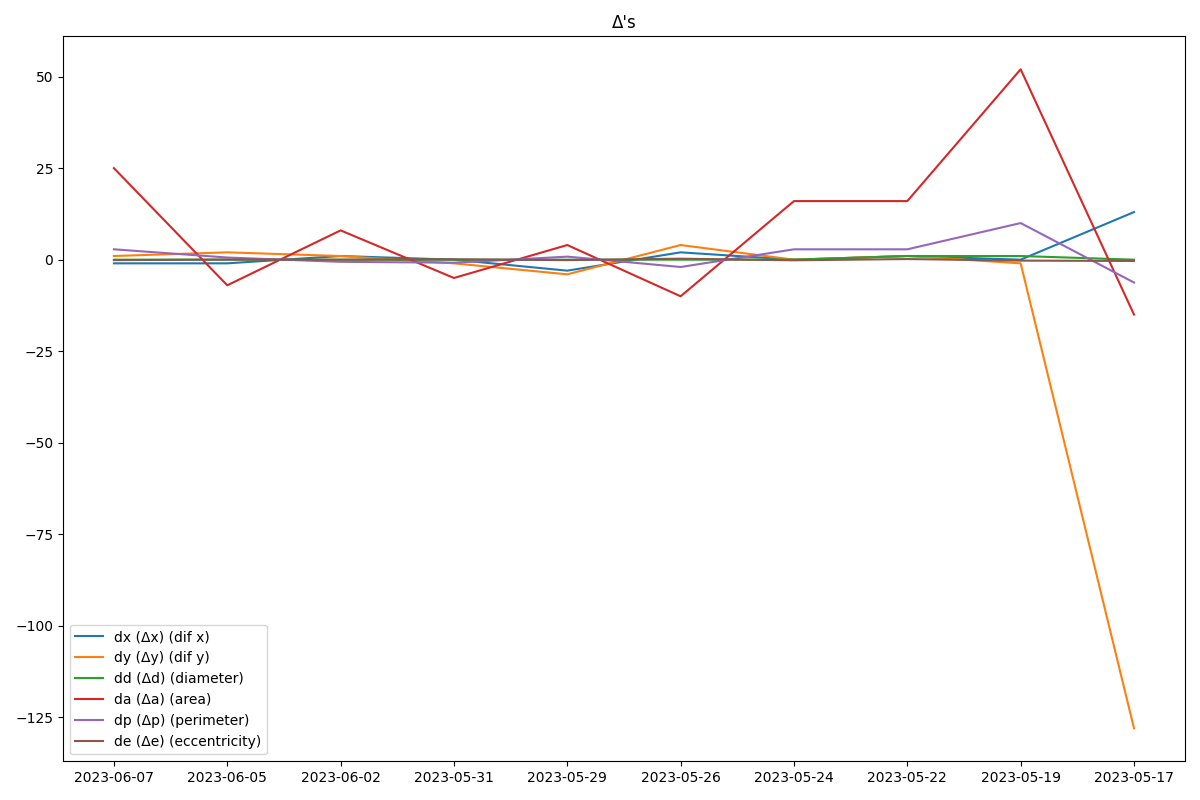 Δ's
50
25
0
−25
−50
−75
−100
−125
dx (Δx) (dif x)
dy (Δy) (dif y)
dd (Δd) (diameter)
da (Δa) (area)
dp (Δp) (perimeter)
de (Δe) (eccentricity)
2023-06-07 2023-06-05 2023-06-02 2023-05-31 2023-05-29 2023-05-26 2023-05-24 2023-05-22 2023-05-19 2023-05-17